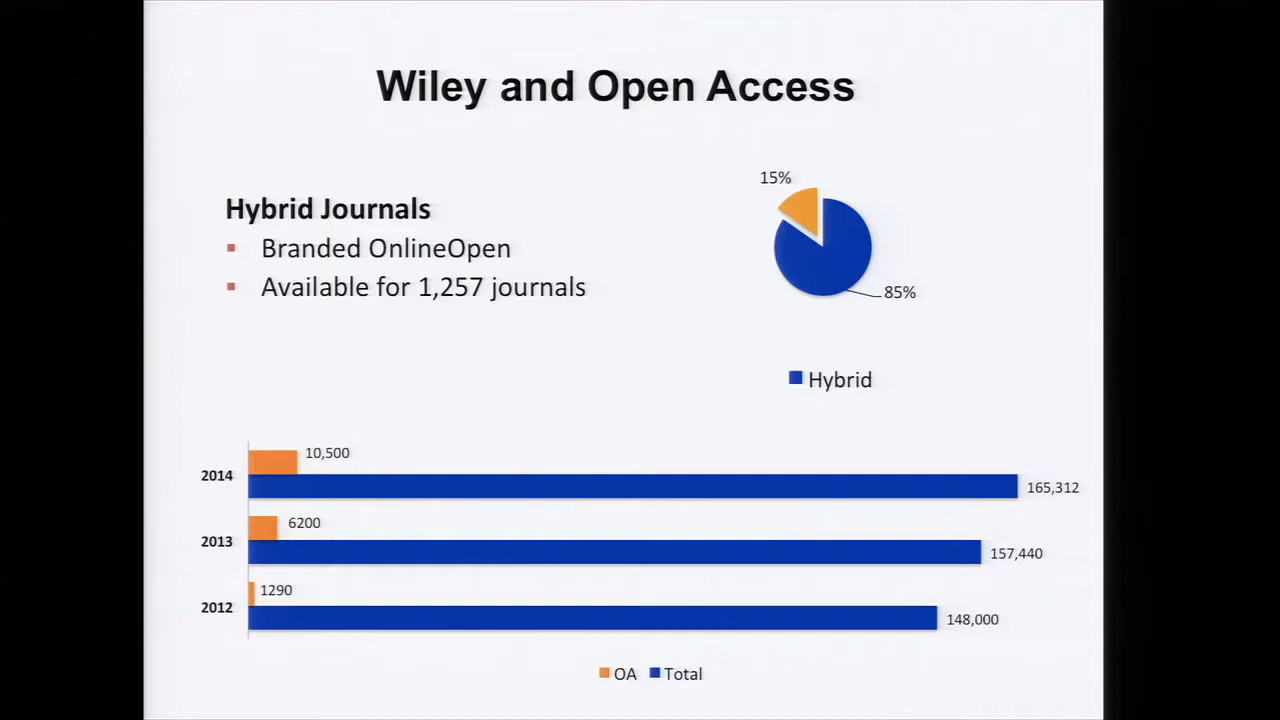 Wiley and Open Access
Hybrid Journals
Branded OnlineOpen
Available for 1,257 journals
15%
85%
Hybrid
2014
10,500
165,312
2013
6200
157,440
2012
1290
148,000
OA
Total